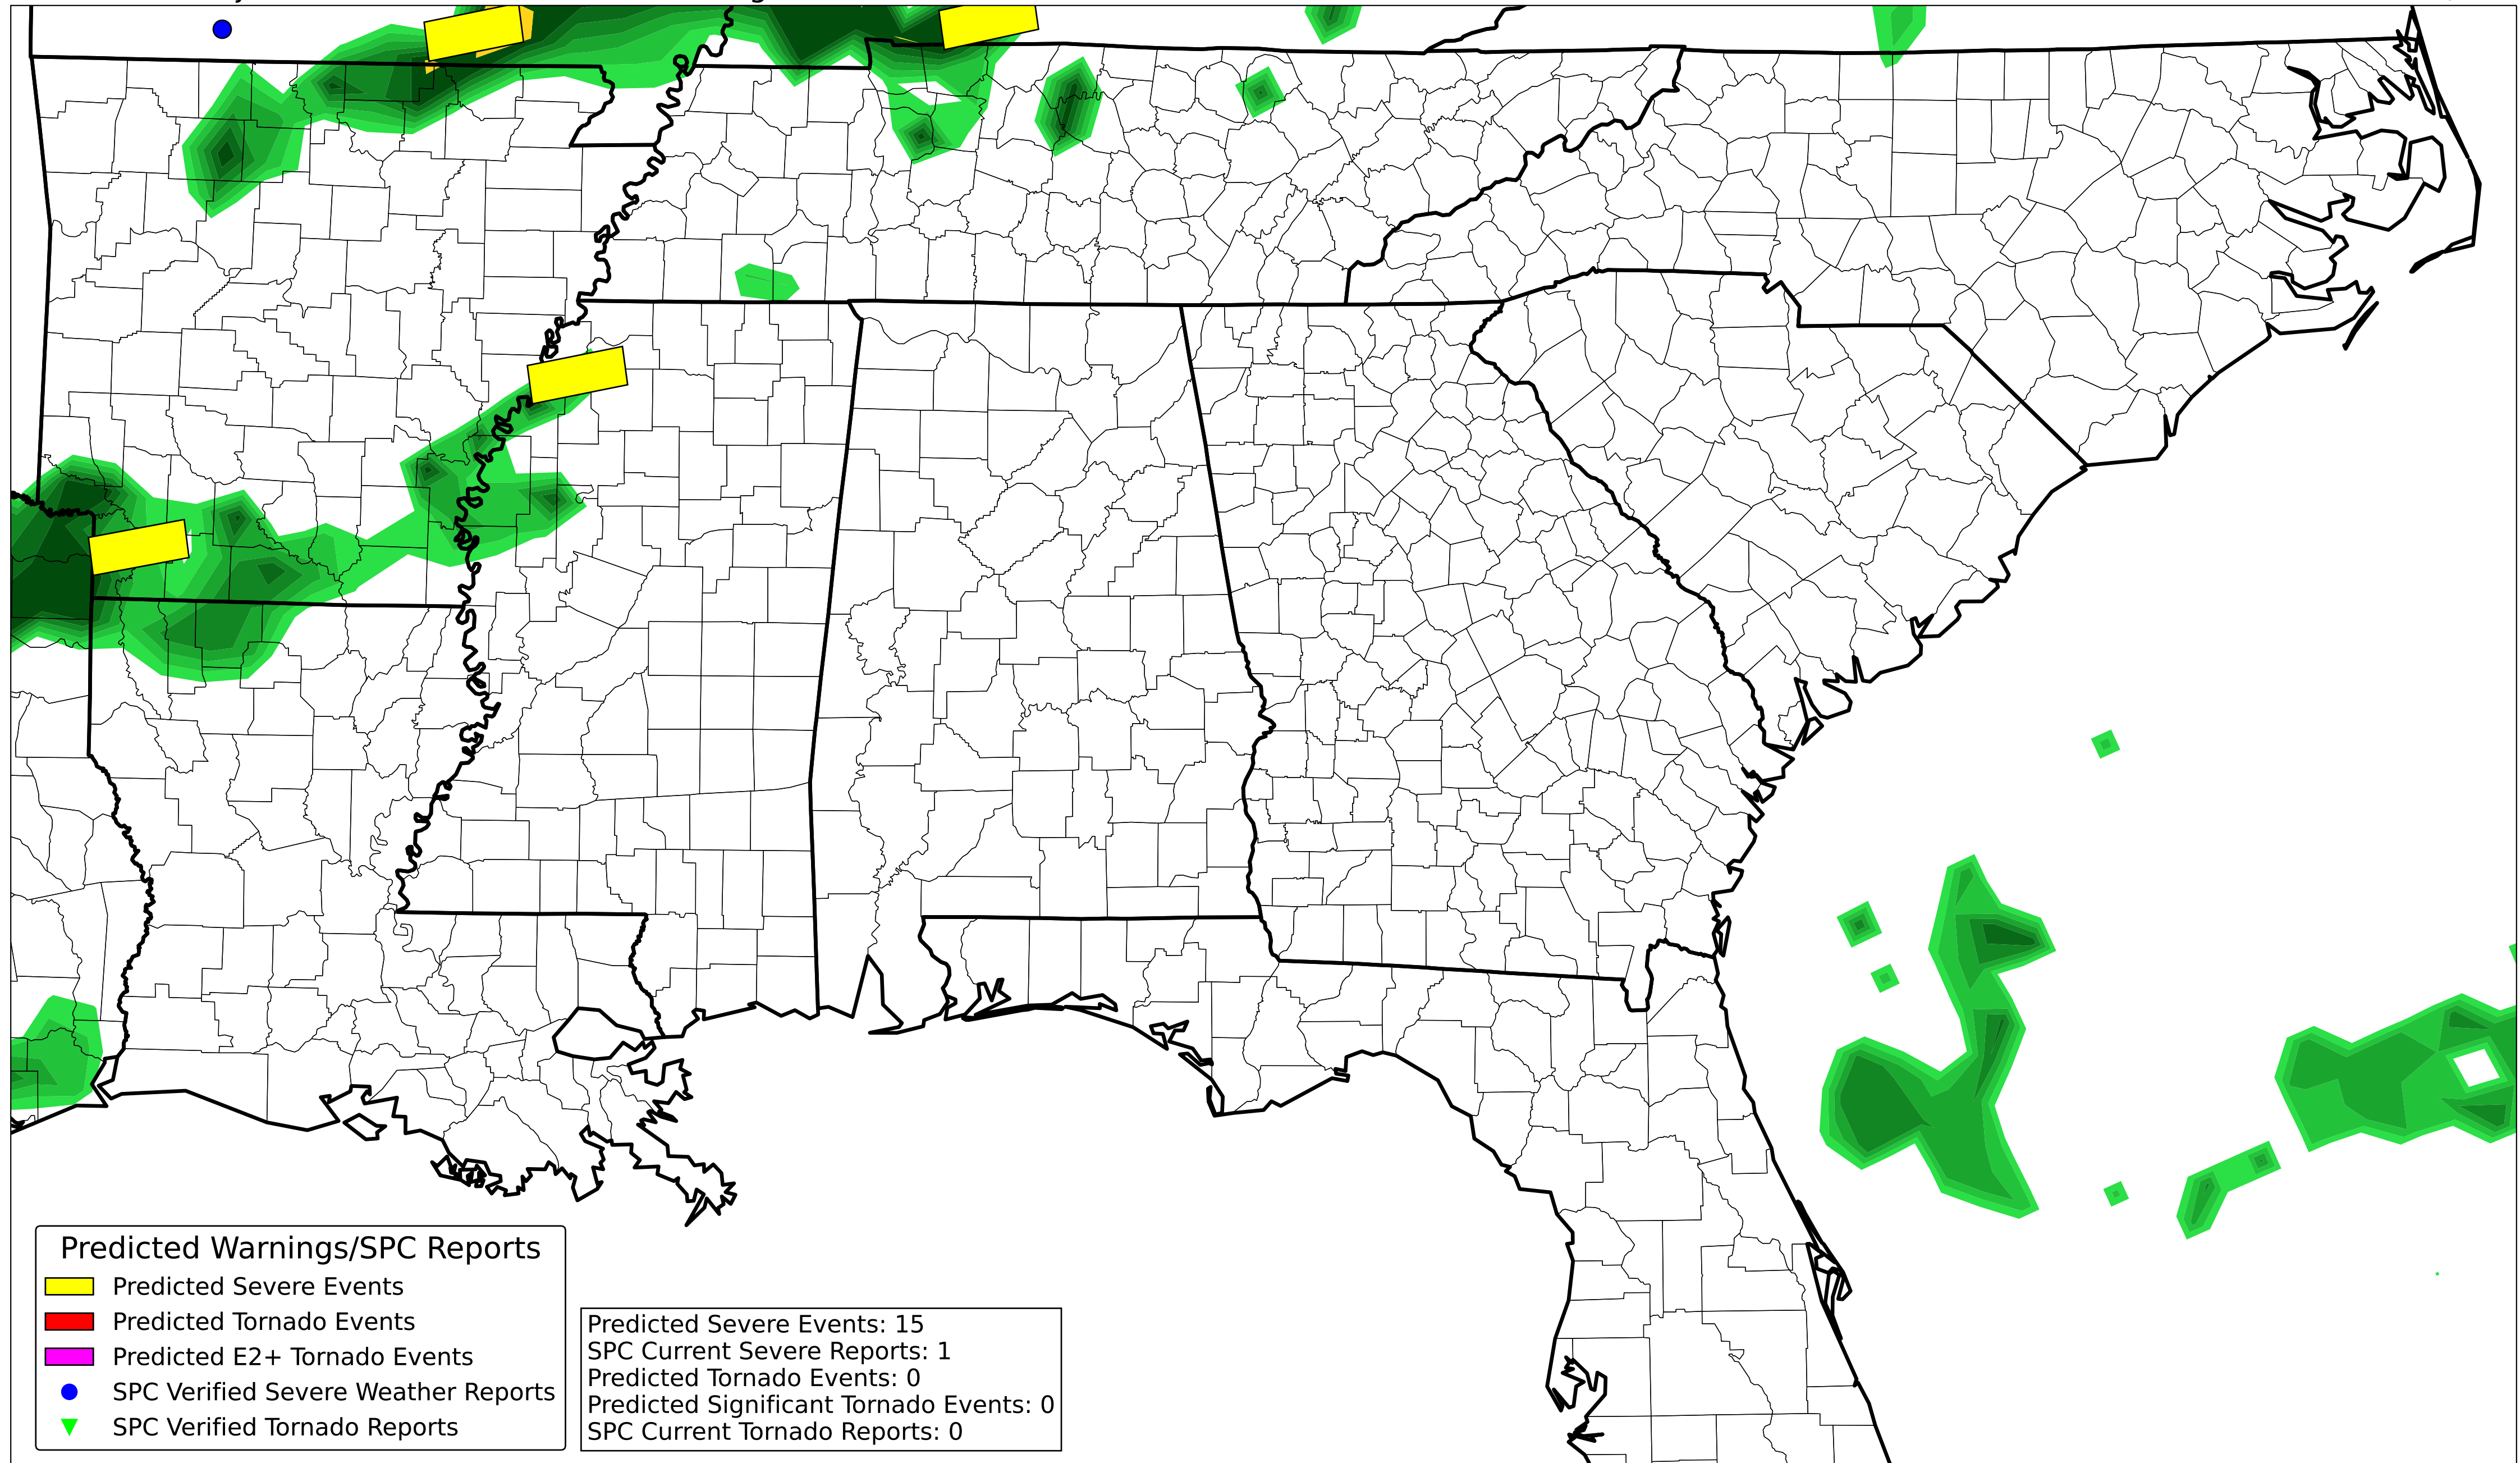 Predicted Warnings/SPC Reports
Predicted Severe Events
Predicted Tornado Events
Predicted E2+ Tornado Events
SPC Verified Severe Weather Reports
SPC Verified Tornado Reports
Predicted Severe Events: 15
SPC Current Severe Reports: 1
Predicted Tornado Events: 0
Predicted Significant Tornado Events: 0
SPC Current Tornado Reports: 0